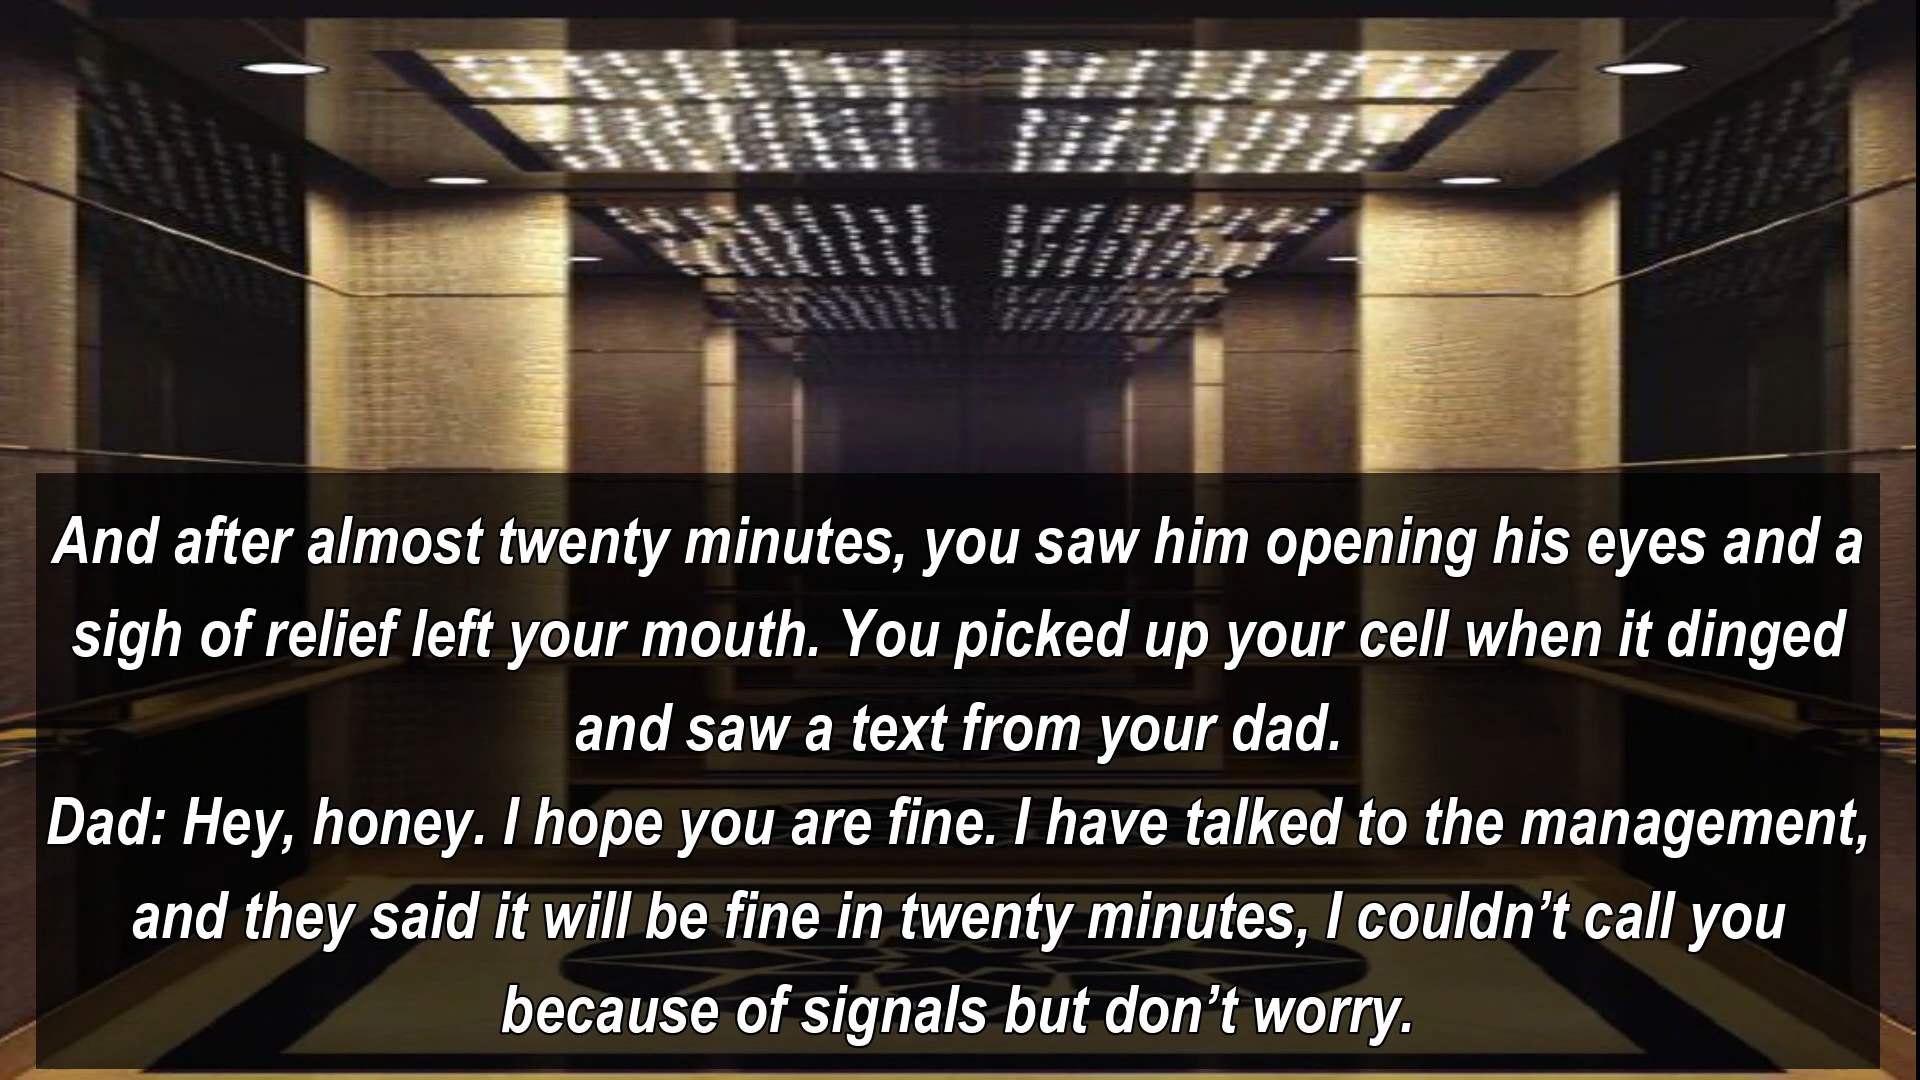 And after almost twenty minutes, you saw him opening his eyes and a
sigh of relief left your mouth. You picked up your cell when it dinged
and saw a text from your dad.
Dad: Hey, honey. I hope you are fine. I have talked to the management,
and they said it will be fine in twenty minutes, I couldn’t call you
because of signals but don’t worry.